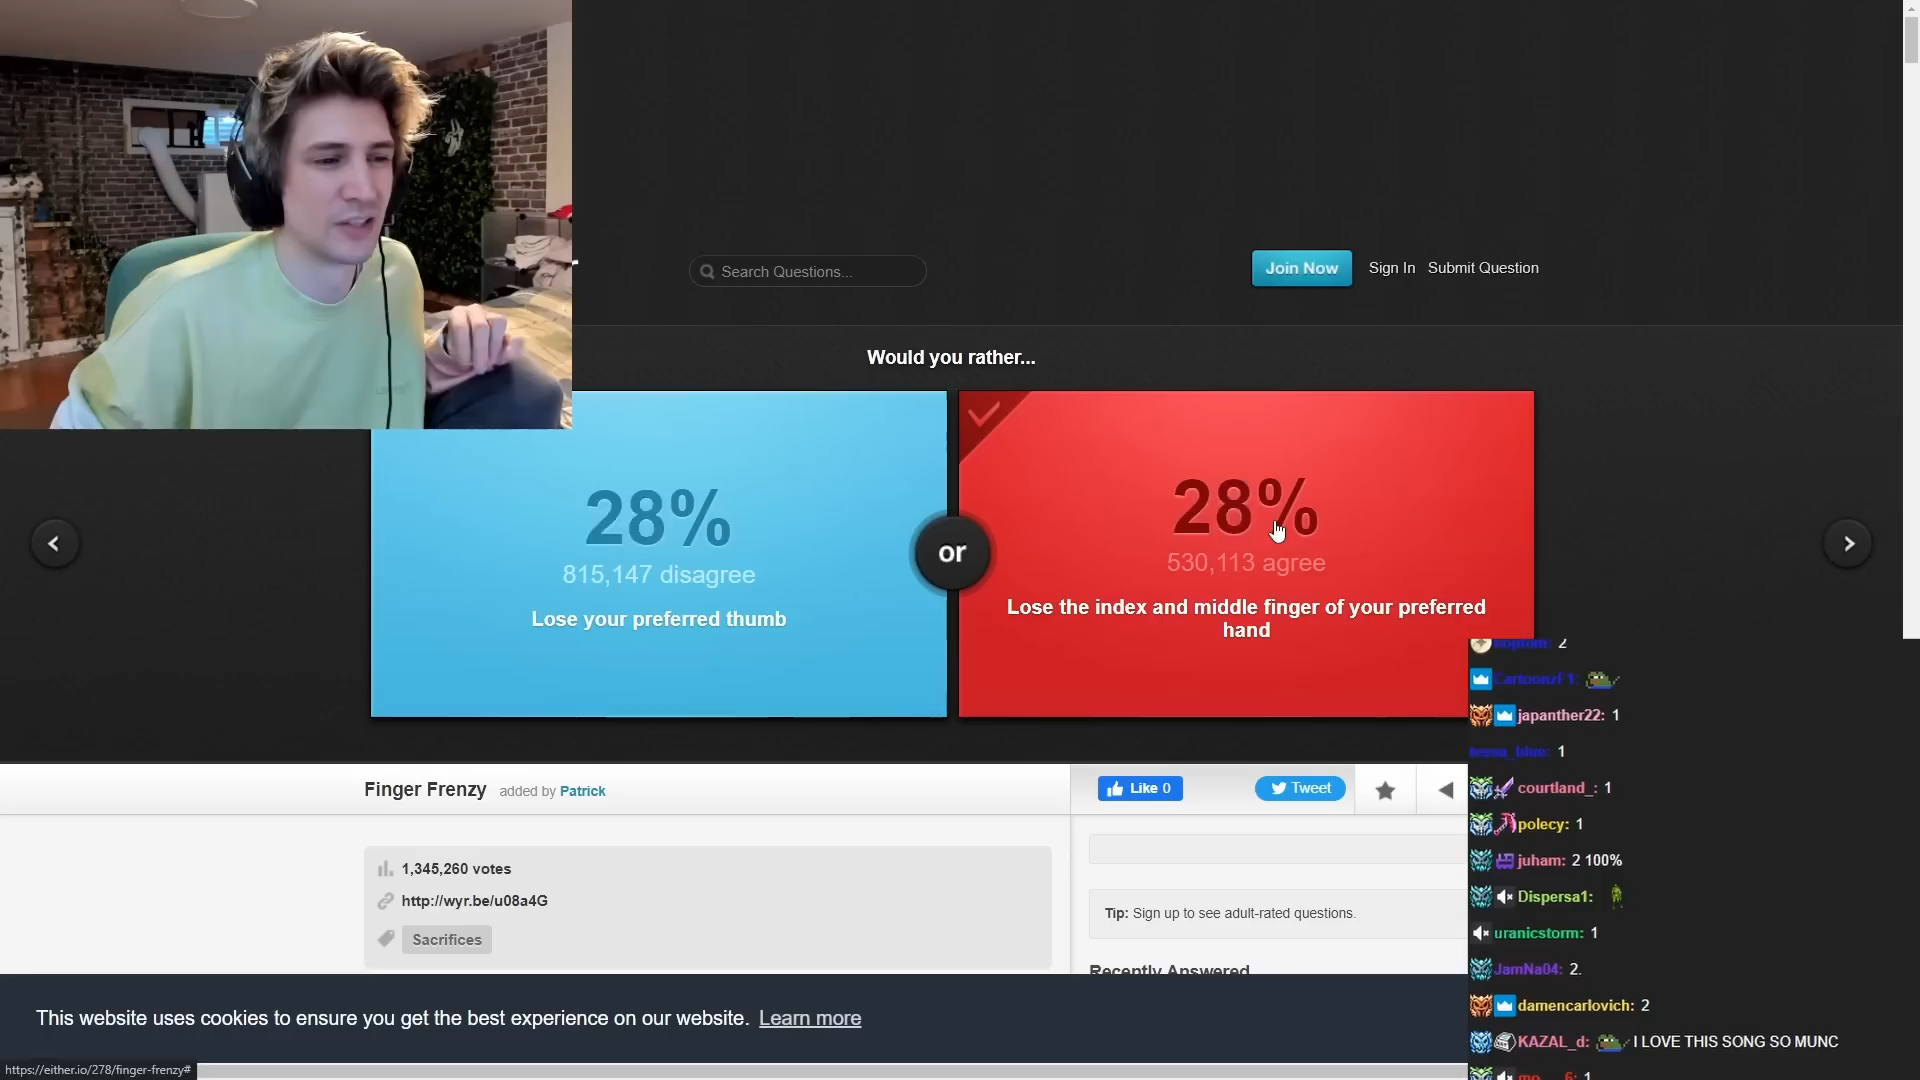 Search Questions...
Join Now
Sign In
Submit Question
Would you rather...
28%
815,147 disagree
Lose your preferred thumb
or
28%
530,113 agree
Lose the index and middle finger of your preferred
hand
Finger Frenzy added by Patrick
Like 0
Tweet
1,345,260 votes
http://wyr.be/u08a4G
Sacrifices
Tip: Sign up to see adult-rated questions.
Recently Answered
This website uses cookies to ensure you get the best experience on our website. Learn more
https://either.io/278/finger-frenzy#
2
CartoonzF1:
japanther22: 1
tessa_blue: 1
courtland_: 1
polecy: 1
juham: 2 100%
Dispersa1:
uranicstorm: 1
JamNa04: 2.
damencarlovich: 2
KAZAL_d: I LOVE THIS SONG SO MUNC
1